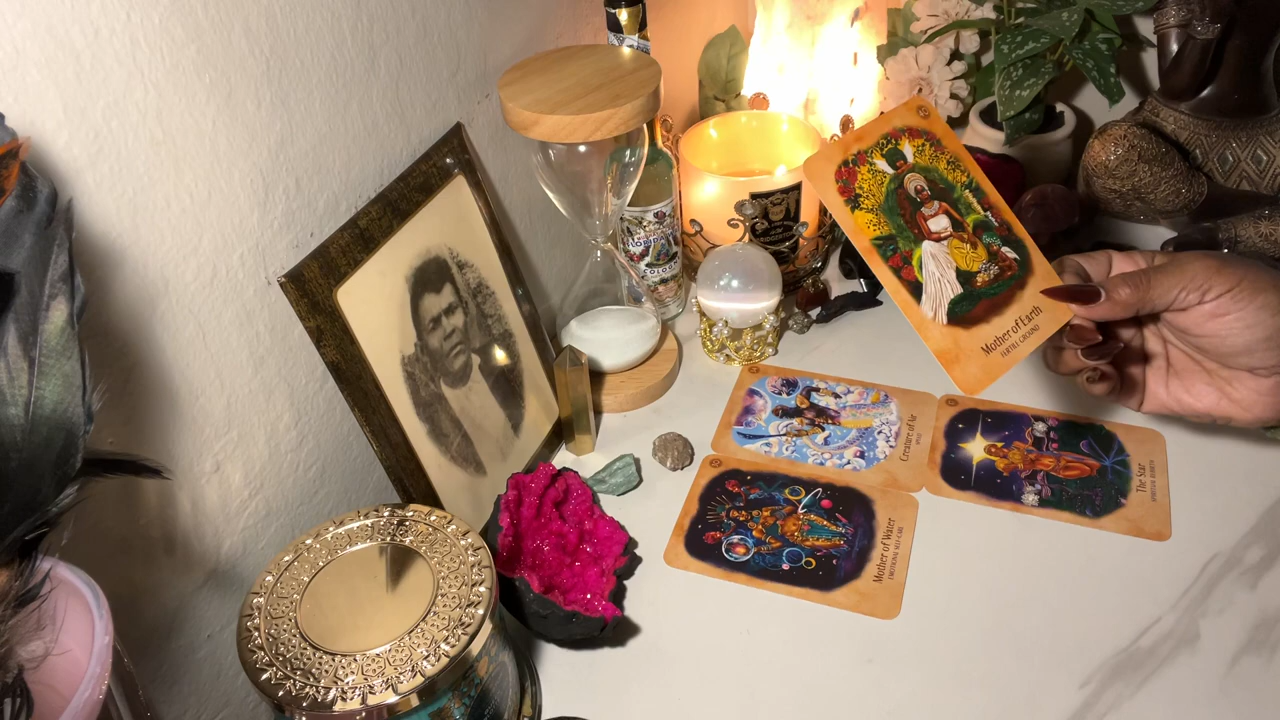 Mother of Earth
FERTILE GROUND
Creature of Air
The Star
SPIRITUAL REBIRTH
Mother of Water
EMOTIONAL SELF-CARE
COLOGNE